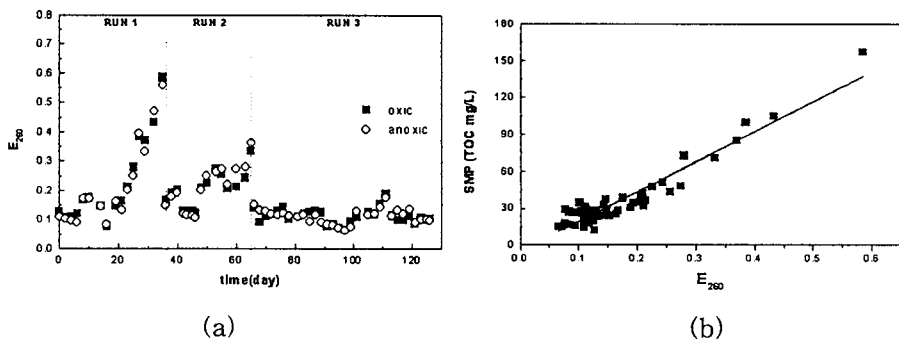 (a)
RUN 1 RUN 2 RUN 3
0.8
0.7
0.6
0.5
0.4
0.3
0.2
0.1
0.0
E260
oxic
anoxic
0 20 40 60 80 100 120
time(day)
(b)
180
150
120
90
60
30
0
SMP (TOC mg/L)
0.0 0.1 0.2 0.3 0.4 0.5 0.6
E260
(a) (b)